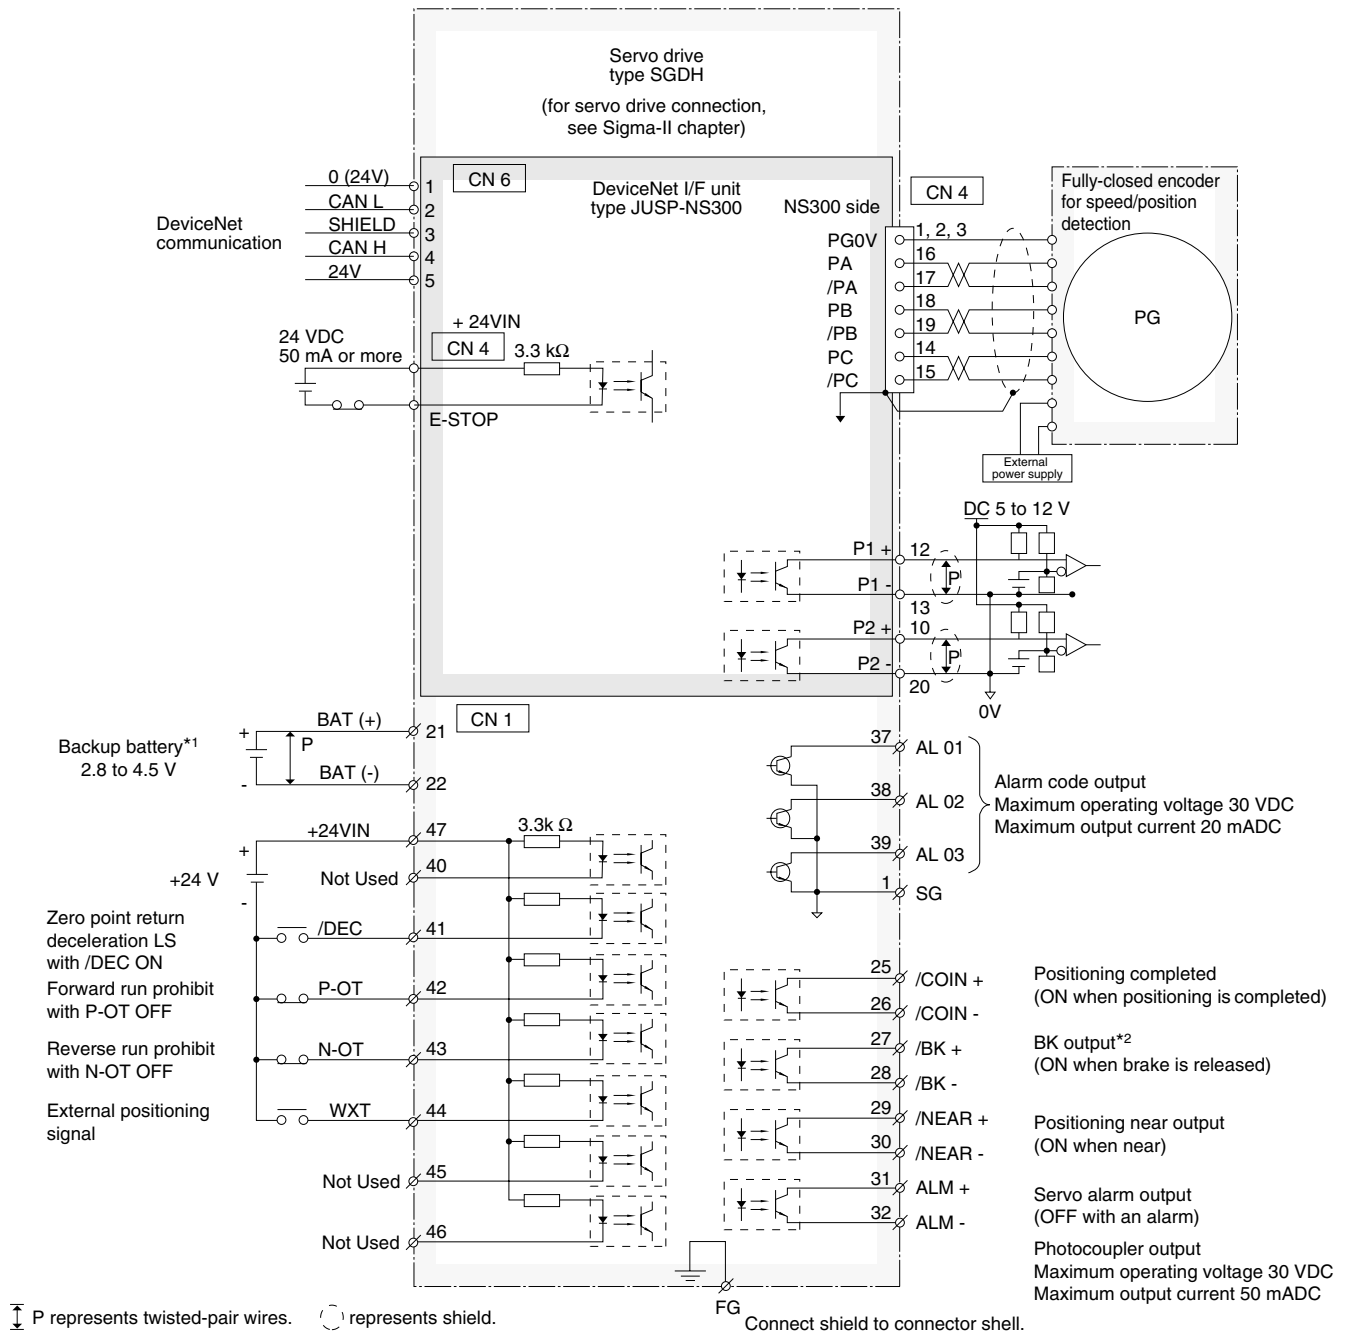 Servo drive
type SGDH
(for servo drive connection,
see Sigma-II chapter)
CN 6
DeviceNet I/F unit
type JUSP-NS300
NS300 side
CN 4
Fully-closed encoder
for speed/position
detection
DeviceNet
communication
0 (24V)
1
CAN L
2
SHIELD
3
CAN H
4
24V
5
PG0V
1, 2, 3
PA
16
/PA
17
PB
18
/PB
19
PC
14
/PC
15
PG
External
power supply
24 VDC
50 mA or more
+ 24VIN
CN 4
3.3 kΩ
E-STOP
DC 5 to 12 V
P1 +
12
P
P1 -
13
P2 +
10
P
P2 -
20
0V
CN 1
Backup battery*1
2.8 to 4.5 V
+
BAT (+)
21
P
-
BAT (-)
22
37
AL 01
38
AL 02
39
AL 03
1
SG
Alarm code output
Maximum operating voltage 30 VDC
Maximum output current 20 mADC
+24VIN
47
3.3k Ω
+
+24 V
-
Not Used
40
Zero point return
deceleration LS
with /DEC ON
/DEC
41
Forward run prohibit
with P-OT OFF
P-OT
42
Reverse run prohibit
with N-OT OFF
N-OT
43
External positioning
signal
WXT
44
Not Used
45
Not Used
46
25
/COIN +
26
/COIN -
Positioning completed
(ON when positioning is completed)
27
/BK +
28
/BK -
BK output*2
(ON when brake is released)
29
/NEAR +
30
/NEAR -
Positioning near output
(ON when near)
31
ALM +
32
ALM -
Servo alarm output
(OFF with an alarm)
Photocoupler output
Maximum operating voltage 30 VDC
Maximum output current 50 mADC
FG
Connect shield to connector shell.
P represents twisted-pair wires.
represents shield.